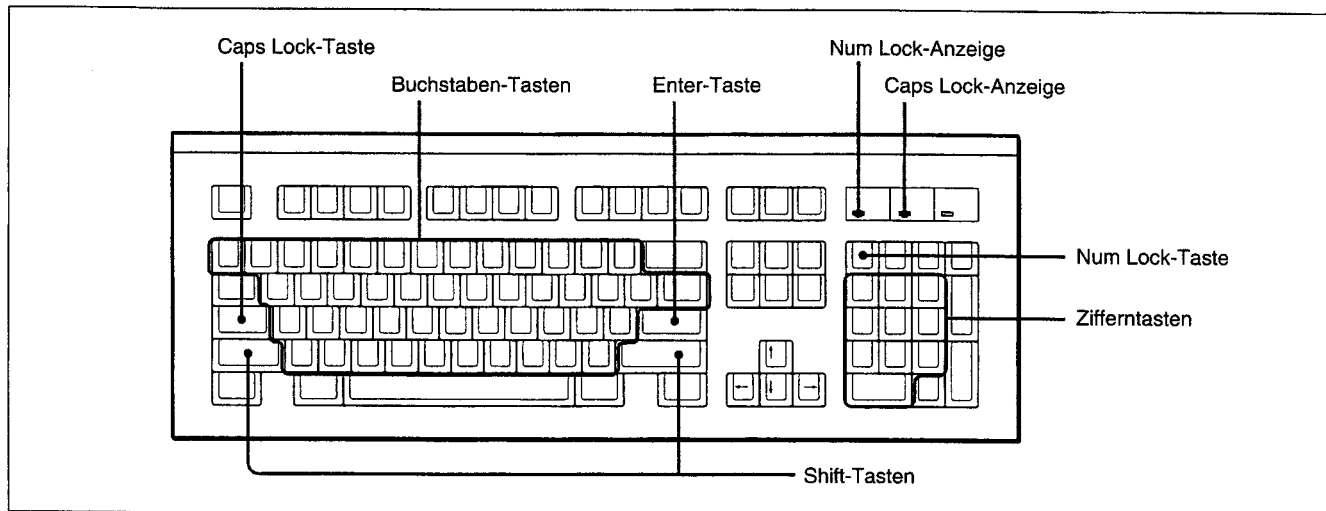 Caps Lock-Taste
Num Lock-Anzeige
Buchstaben-Tasten
Enter-Taste
Caps Lock-Anzeige
Num Lock-Taste
Zifferntasten
↑
← ↓ →
Shift-Tasten